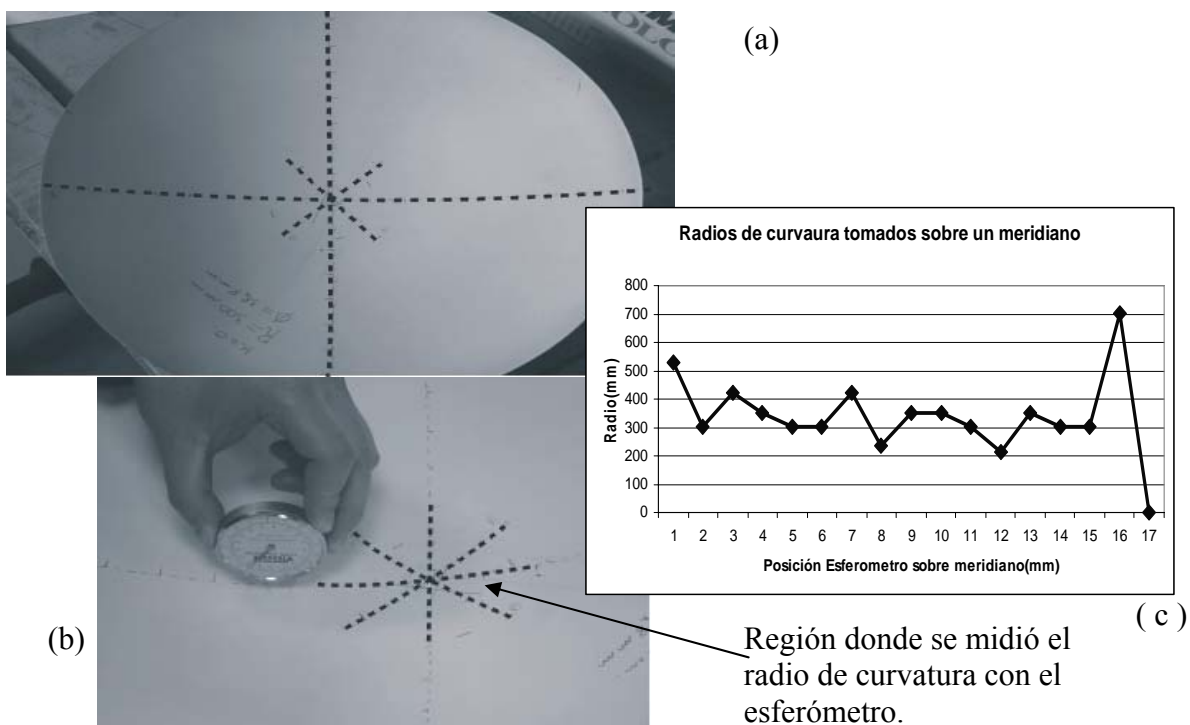 (a)
Radios de curvaura tomados sobre un meridiano
Radio(mm)
800
700
600
500
400
300
200
100
0
1 2 3 4 5 6 7 8 9 10 11 12 13 14 15 16 17
Posición Esferometro sobre meridiano(mm)
( c )
(b)
Región donde se midió el
radio de curvatura con el
esferómetro.